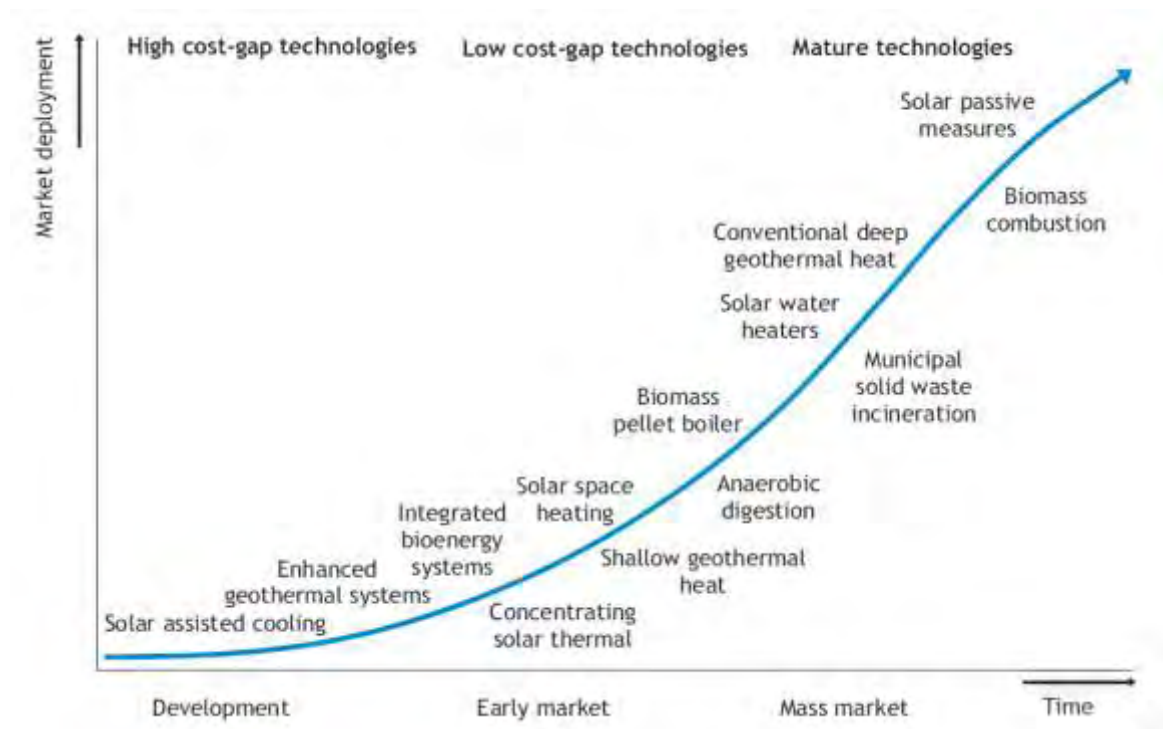 High cost-gap technologies
Low cost-gap technologies
Mature technologies
Market deployment
Solar passive
measures
Biomass
combustion
Conventional deep
geothermal heat
Solar water
heaters
Municipal
solid waste
incineration
Biomass
pellet boiler
Anaerobic
digestion
Solar space
heating
Shallow geothermal
heat
Integrated
bioenergy
systems
Concentrating
solar thermal
Enhanced
geothermal systems
Solar assisted cooling
Development
Early market
Mass market
Time